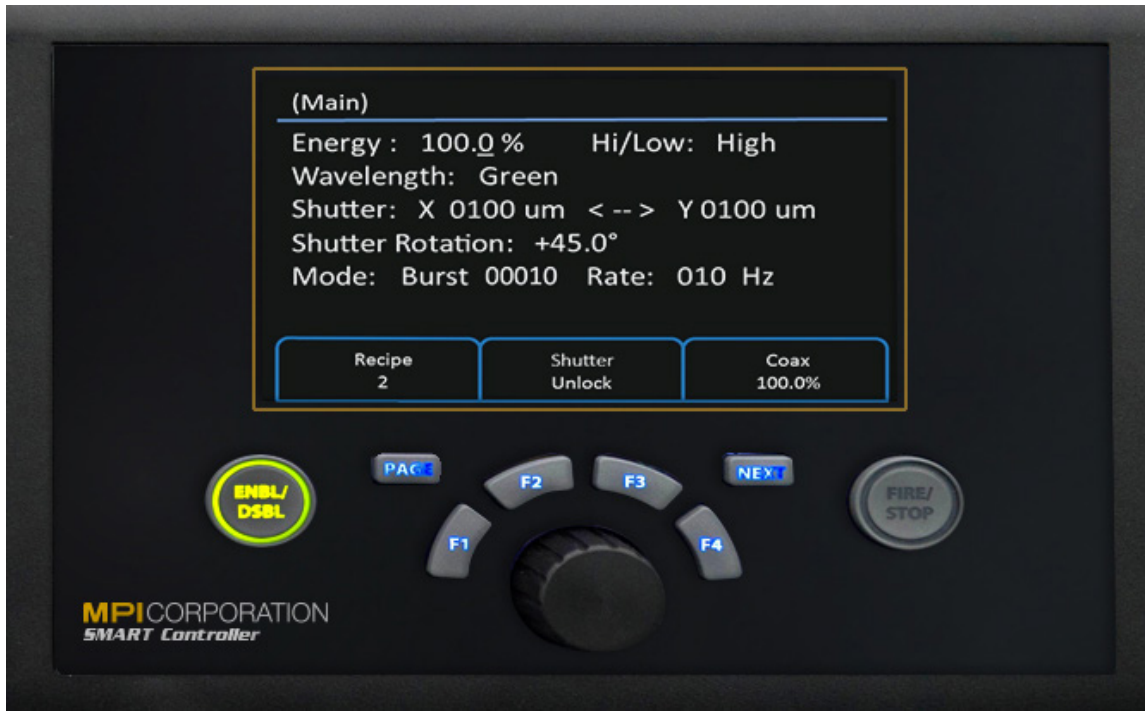 (Main)
Energy : 100.0 % Hi/Low: High
Wavelength: Green
Shutter: X 0100 um < -- > Y 0100 um
Shutter Rotation: +45.0°
Mode: Burst 00010 Rate: 010 Hz
Recipe
2
Shutter
Unlock
Coax
100.0%
ENBL/
DSBL
PAGE
F1
F2
F3
F4
NEXT
FIRE/
STOP
MPI CORPORATION
SMART Controller